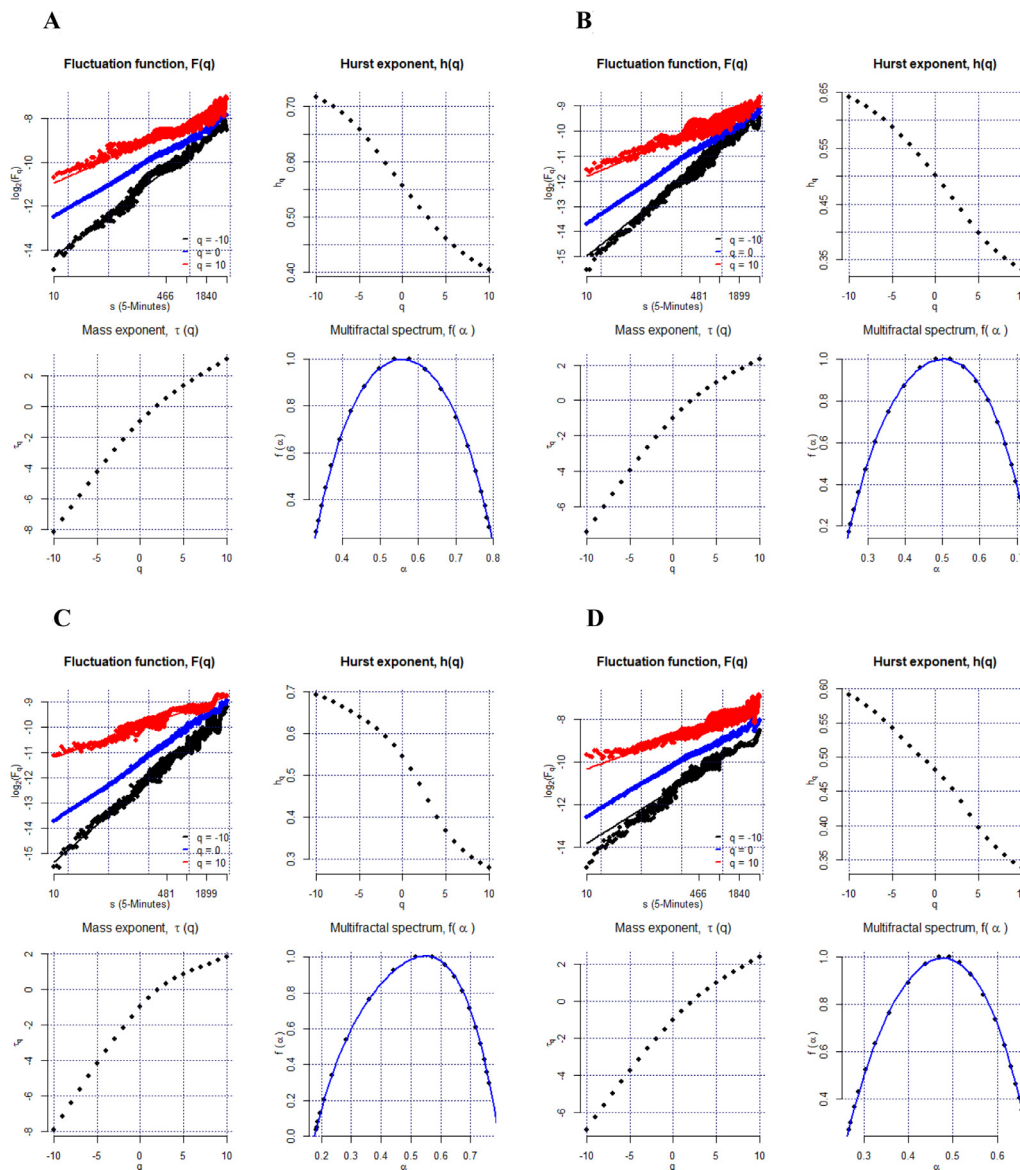 A
B
Fluctuation function, F(q)
Hurst exponent, h(q)
Fluctuation function, F(q)
Hurst exponent, h(q)
log2(Fq)
-8
-10
-12
-14
q = -10
q = 0
q = 10
10
466
1840
s (5-Minutes)
hq
0.70
0.60
0.50
0.40
-10
-5
0
5
10
q
log2(Fq)
-9
-10
-11
-12
-13
-14
-15
q = -10
q = 0
q = 10
10
481
1899
s (5-Minutes)
hq
0.65
0.55
0.45
0.35
-10
-5
0
5
10
q
Mass exponent, τ (q)
Multifractal spectrum, f( α )
Mass exponent, τ (q)
Multifractal spectrum, f( α )
τq
2
0
-2
-4
-6
-8
-10
-5
0
5
10
q
f ( α )
1.0
0.8
0.6
0.4
0.4
0.5
0.6
0.7
0.8
α
τq
2
0
-2
-4
-6
-10
-5
0
5
10
q
f ( α )
1.0
0.8
0.6
0.4
0.2
0.3
0.4
0.5
0.6
0.7
α
C
D
Fluctuation function, F(q)
Hurst exponent, h(q)
Fluctuation function, F(q)
Hurst exponent, h(q)
log2(Fq)
-9
-10
-11
-12
-13
-14
-15
q = -10
q = 0
q = 10
10
481
1899
s (5-Minutes)
hq
0.7
0.6
0.5
0.4
0.3
-10
-5
0
5
10
q
log2(Fq)
-8
-10
-12
-14
q = -10
q = 0
q = 10
10
466
1840
s (5-Minutes)
hq
0.60
0.55
0.50
0.45
0.40
0.35
-10
-5
0
5
10
q
Mass exponent, τ (q)
Multifractal spectrum, f( α )
Mass exponent, τ (q)
Multifractal spectrum, f( α )
τq
2
0
-2
-4
-6
-8
-10
-5
0
5
10
q
f ( α )
1.0
0.8
0.6
0.4
0.2
0.0
0.2
0.3
0.4
0.5
0.6
0.7
α
τq
2
0
-2
-4
-6
-10
-5
0
5
10
q
f ( α )
1.0
0.8
0.6
0.4
0.3
0.4
0.5
0.6
α